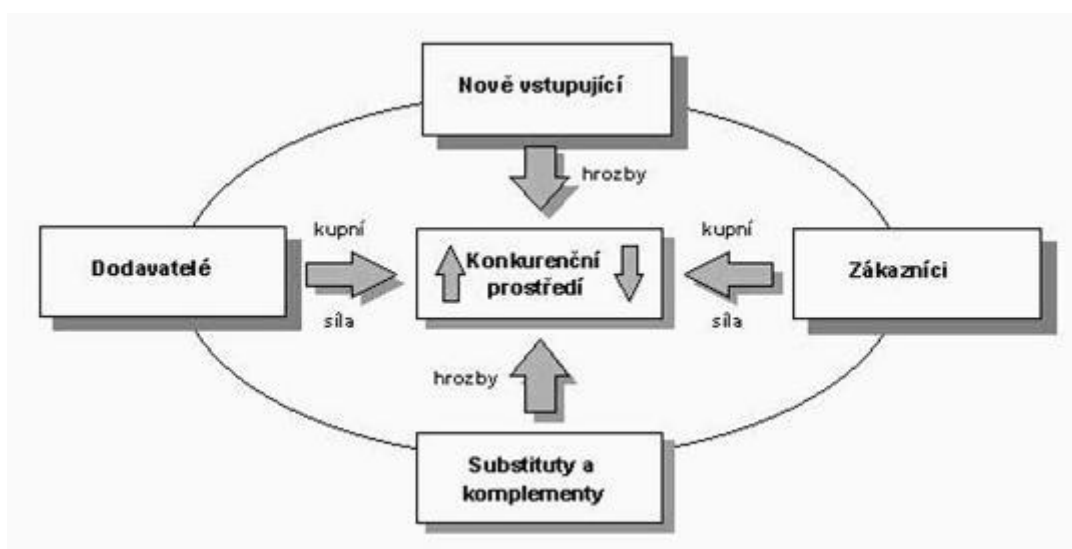 Nově vstupující
hrozby
Dodavatelé
kupní
síla
Konkurenční
prostředí
kupní
síla
Zákazníci
hrozby
Substituty a
komplementy